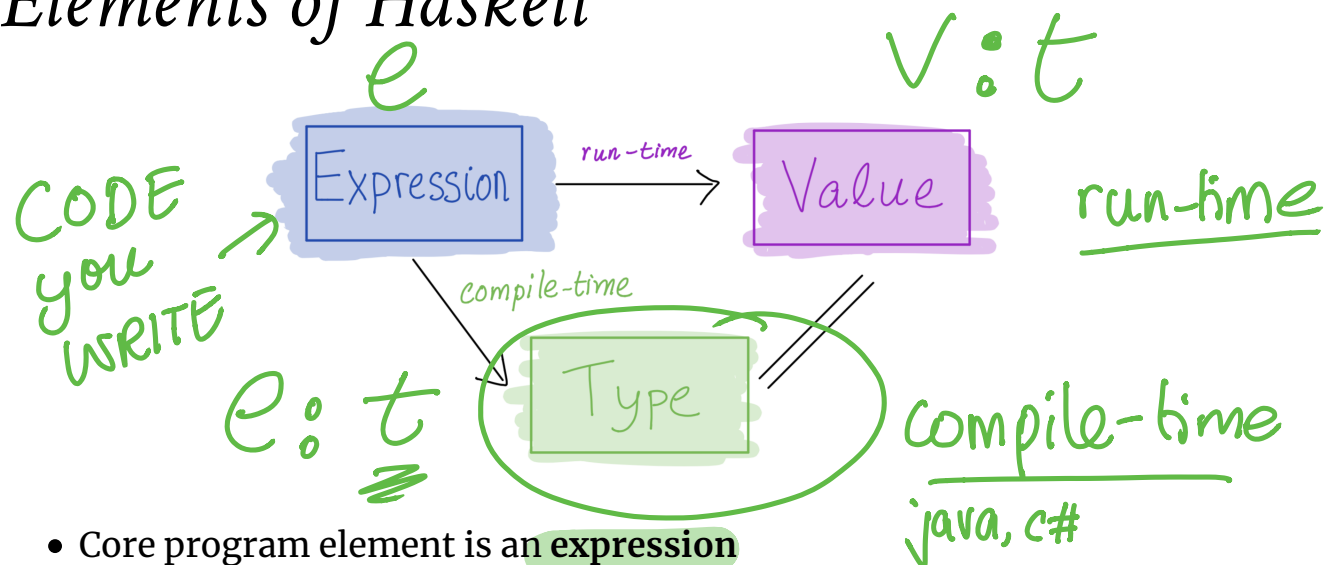 Elements of Haskell
e
v : t
Expression
run-time
Value
run-time
CODE
you
WRITE
compile-time
e : t
Type
compile-time
java, c#
• Core program element is an expression